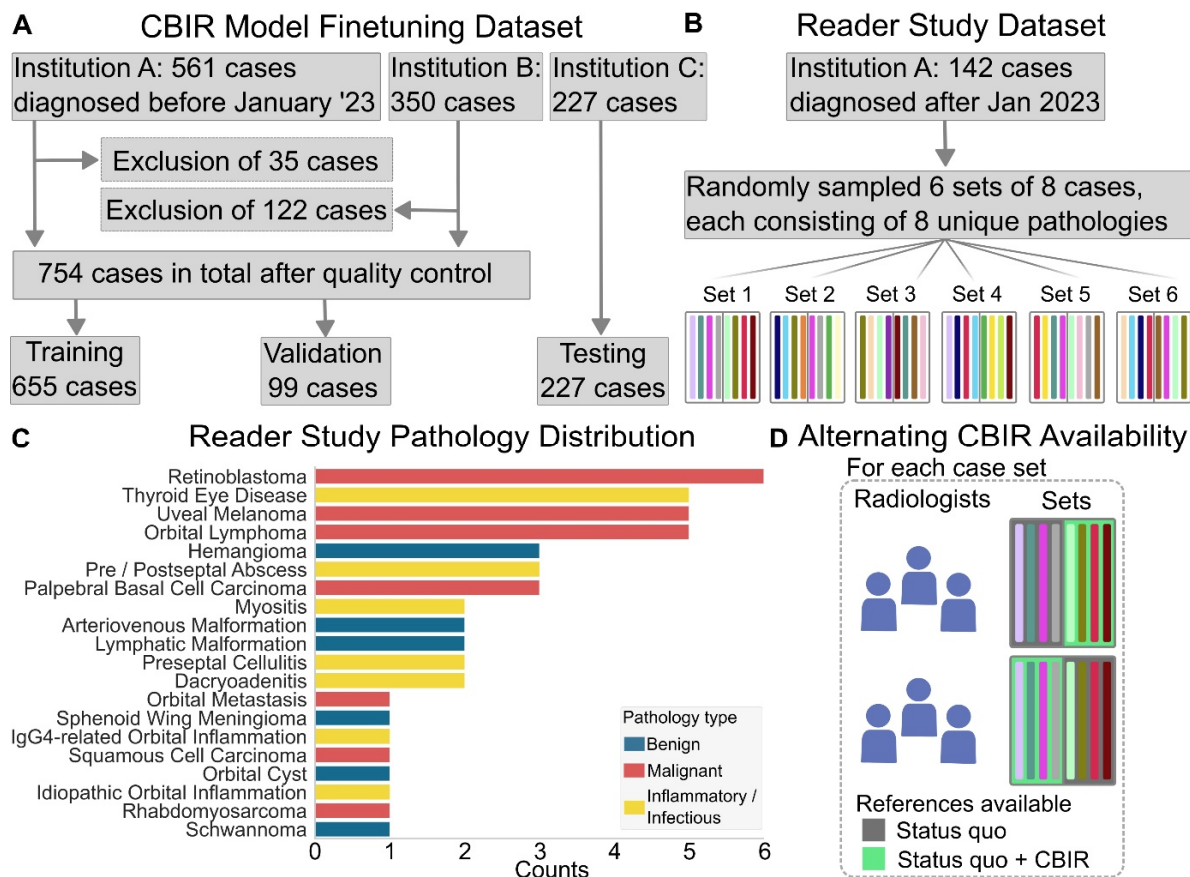 A CBIR Model Finetuning Dataset
Institution A: 561 cases
diagnosed before January '23
Institution B:
350 cases
Institution C:
227 cases
Exclusion of 35 cases
Exclusion of 122 cases
754 cases in total after quality control
Training
655 cases
Validation
99 cases
Testing
227 cases
B Reader Study Dataset
Institution A: 142 cases
diagnosed after Jan 2023
Randomly sampled 6 sets of 8 cases,
each consisting of 8 unique pathologies
Set 1 Set 2 Set 3 Set 4 Set 5 Set 6
C Reader Study Pathology Distribution
Retinoblastoma
Thyroid Eye Disease
Uveal Melanoma
Orbital Lymphoma
Hemangioma
Pre / Postseptal Abscess
Palpebral Basal Cell Carcinoma
Myositis
Arteriovenous Malformation
Lymphatic Malformation
Preseptal Cellulitis
Dacryoadenitis
Orbital Metastasis
Sphenoid Wing Meningioma
IgG4-related Orbital Inflammation
Squamous Cell Carcinoma
Orbital Cyst
Idiopathic Orbital Inflammation
Rhabdomyosarcoma
Schwannoma
0 1 2 3 4 5 6
Counts
Pathology type
Benign
Malignant
Inflammatory /
Infectious
D Alternating CBIR Availability
For each case set
Radiologists Sets
References available
Status quo
Status quo + CBIR